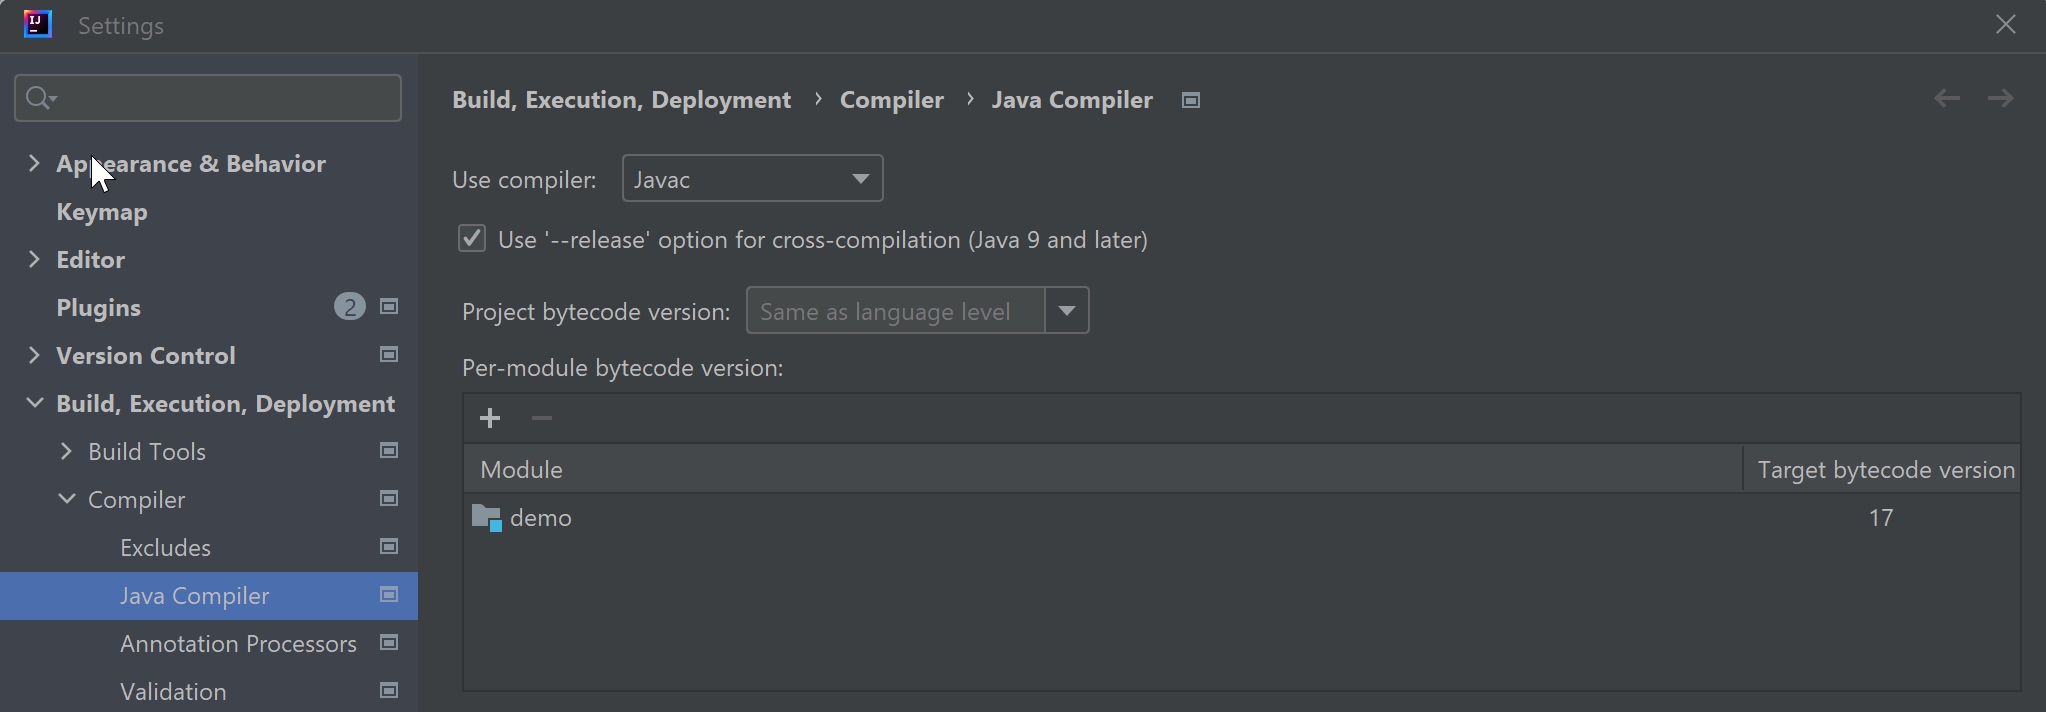 IJ
Settings
Appearance & Behavior
Keymap
Editor
Plugins 2
Version Control
Build, Execution, Deployment
Build Tools
Compiler
Excludes
Java Compiler
Annotation Processors
Validation
Build, Execution, Deployment › Compiler › Java Compiler
Use compiler: Javac
Use '--release' option for cross-compilation (Java 9 and later)
Project bytecode version: Same as language level
Per-module bytecode version:
Module Target bytecode version
demo 17